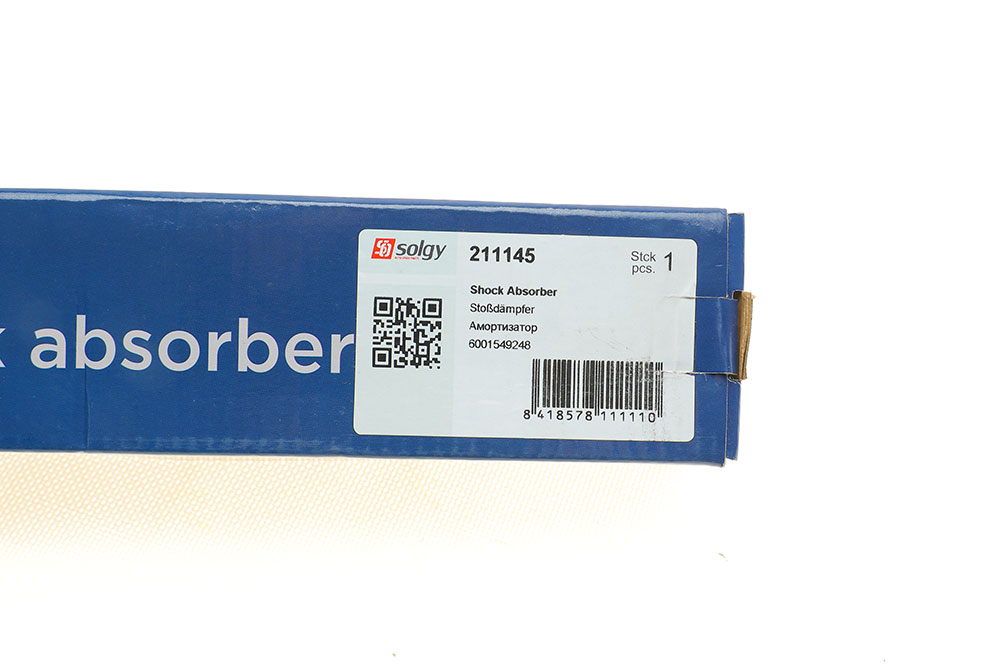 absorber
solgy
211145
Stck
pcs. 1
Shock Absorber
Stoßdämpfer
Амортизатор
6001549248
8 418578 111110